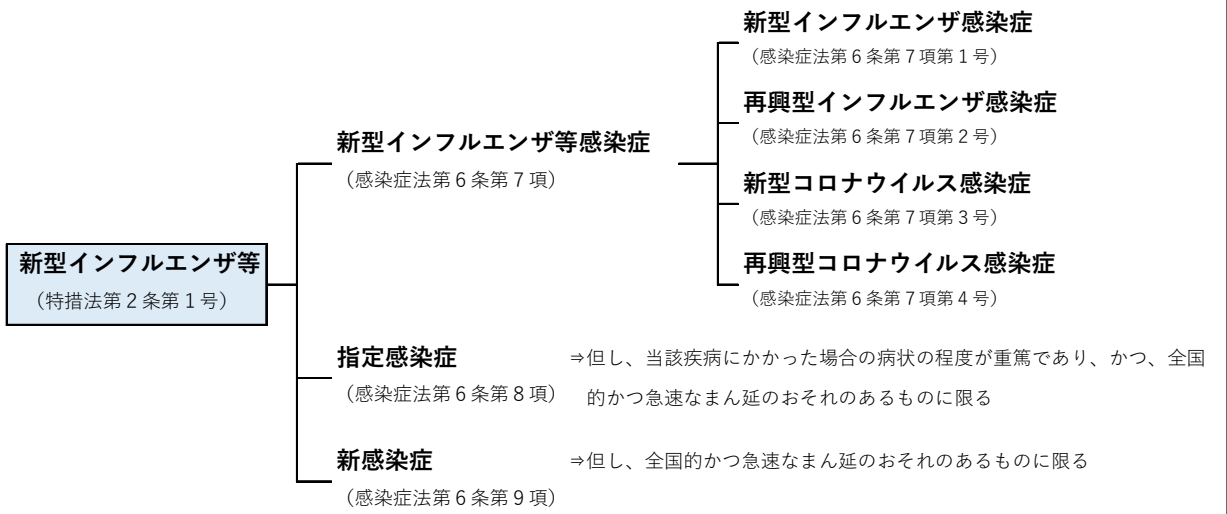 新型インフルエンザ感染症
（感染症法第６条第７項第１号）
再興型インフルエンザ感染症
（感染症法第６条第７項第２号）
新型インフルエンザ等感染症
（感染症法第６条第７項）
新型コロナウイルス感染症
（感染症法第６条第７項第３号）
再興型コロナウイルス感染症
（感染症法第６条第７項第４号）
新型インフルエンザ等
（特措法第２条第１号）
指定感染症
（感染症法第６条第８項）
⇒但し、当該疾病にかかった場合の病状の程度が重篤であり、かつ、全国
的かつ急速なまん延のおそれのあるものに限る
新感染症
（感染症法第６条第９項）
⇒但し、全国的かつ急速なまん延のおそれのあるものに限る